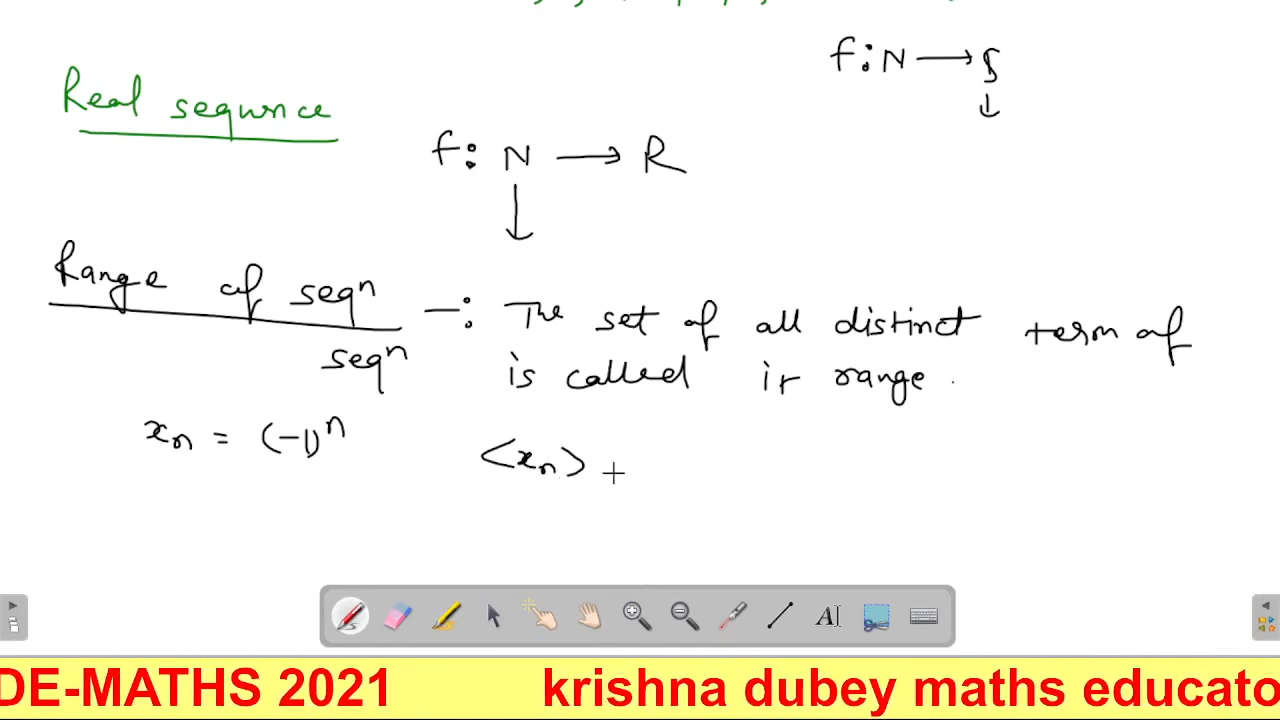 f: N → S
↓
Real sequnce
f: N → R
↓
Range of seqn -: The set of all distinct term of
seqn is called it range.
xn = (-1)^n
<xn>
DE-MATHS 2021 krishna dubey maths educato